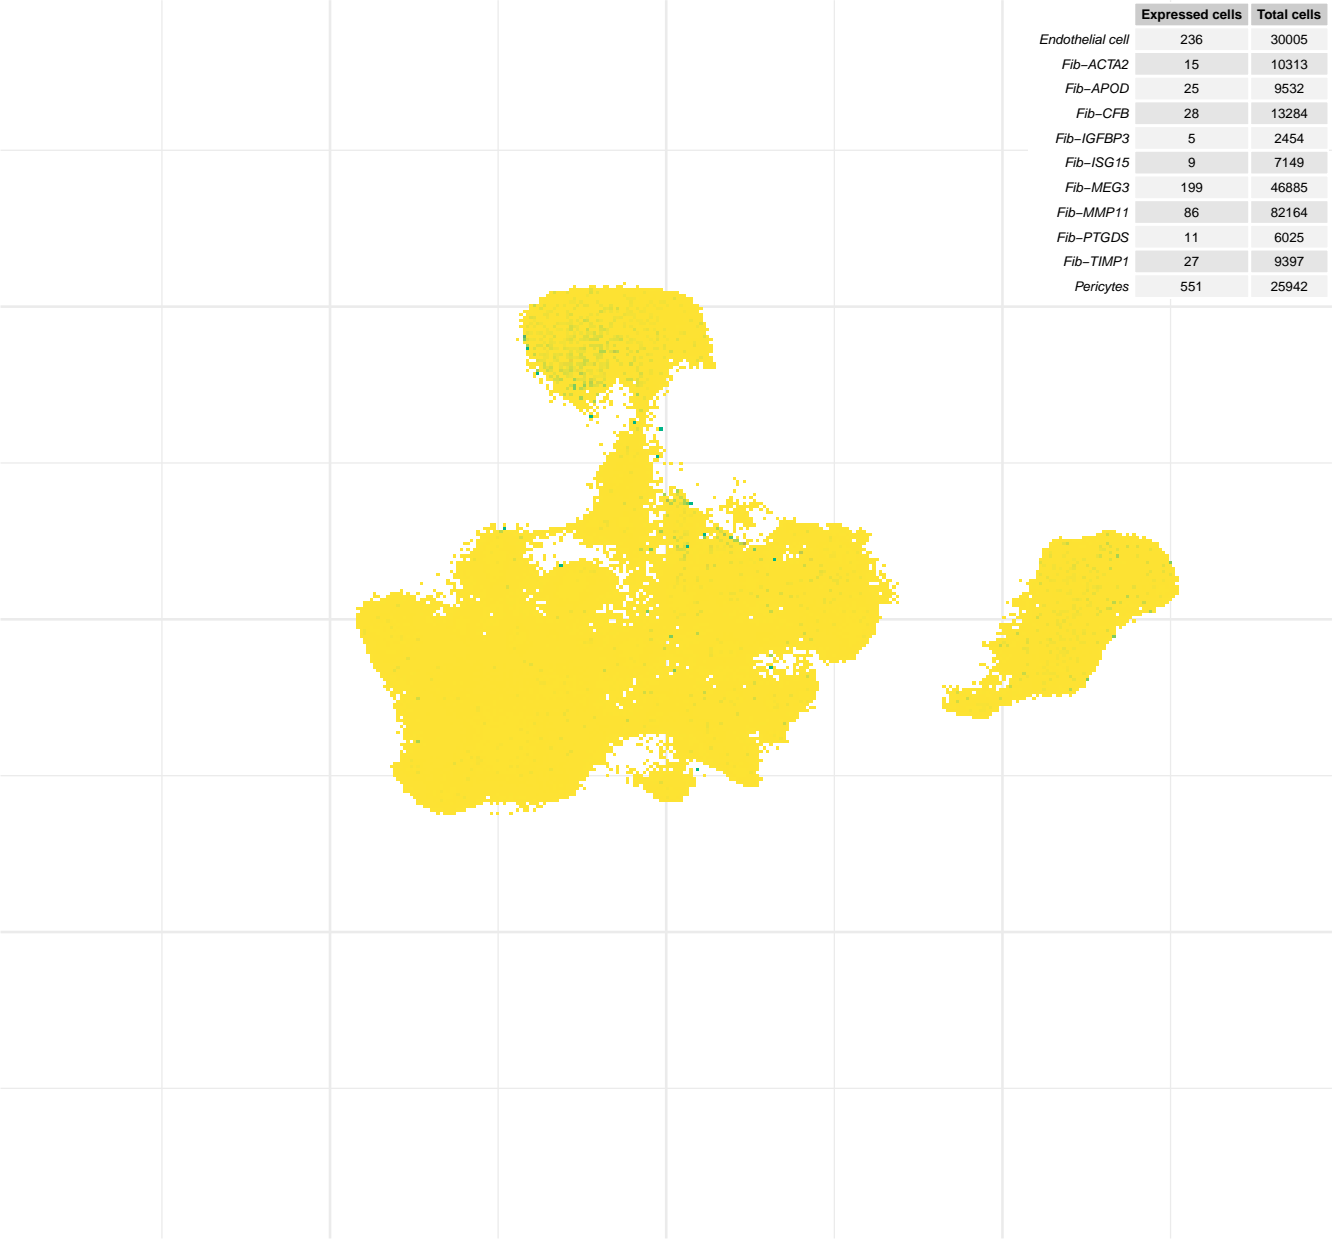 Expressed cells Total cells
Endothelial cell 236 30005
Fib−ACTA2 15 10313
Fib−APOD 25 9532
Fib−CFB 28 13284
Fib−IGFBP3 5 2454
Fib−ISG15 9 7149
Fib−MEG3 199 46885
Fib−MMP11 86 82164
Fib−PTGDS 11 6025
Fib−TIMP1 27 9397
Pericytes 551 25942